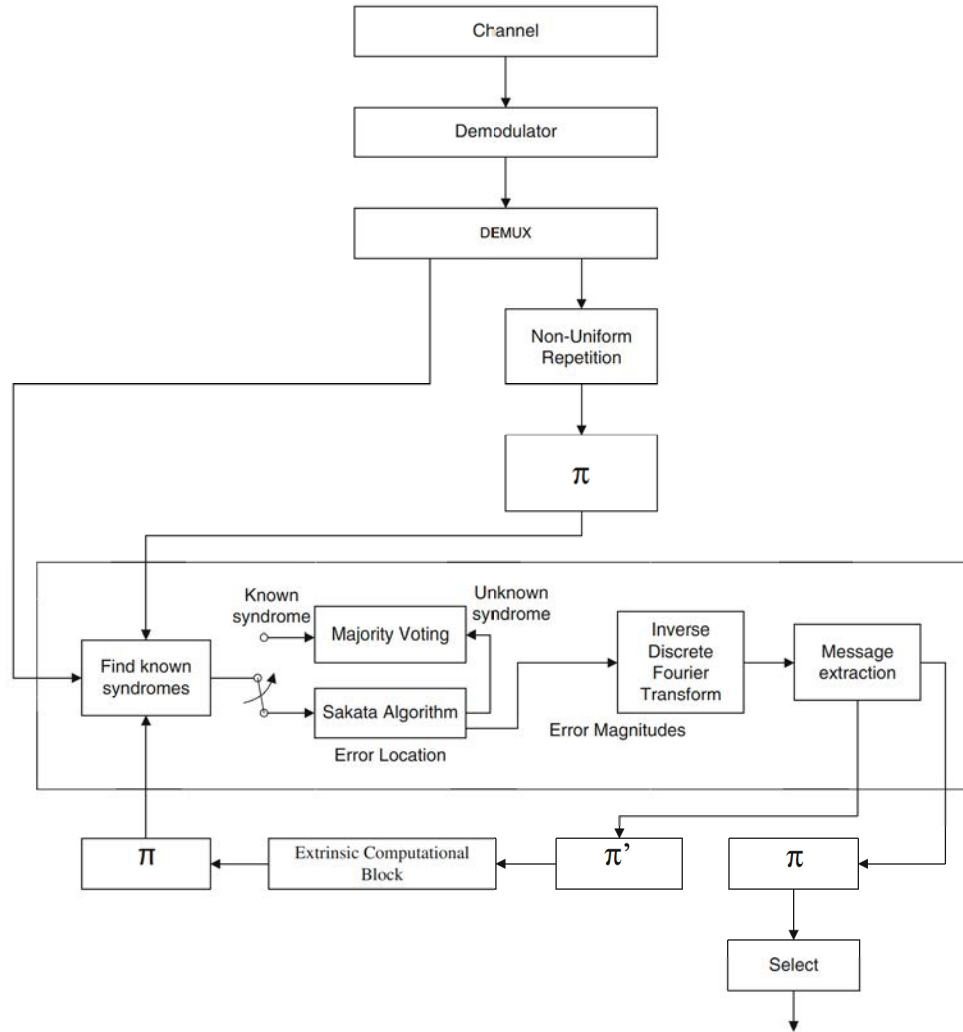 Channel
Demodulator
DEMUX
Non-Uniform
Repetition
π
Known
syndrome
Unknown
syndrome
Majority Voting
Find known
syndromes
Sakata Algorithm
Error Location
Inverse
Discrete
Fourier
Transform
Error Magnitudes
Message
extraction
π
Extrinsic Computational
Block
π’
π
Select